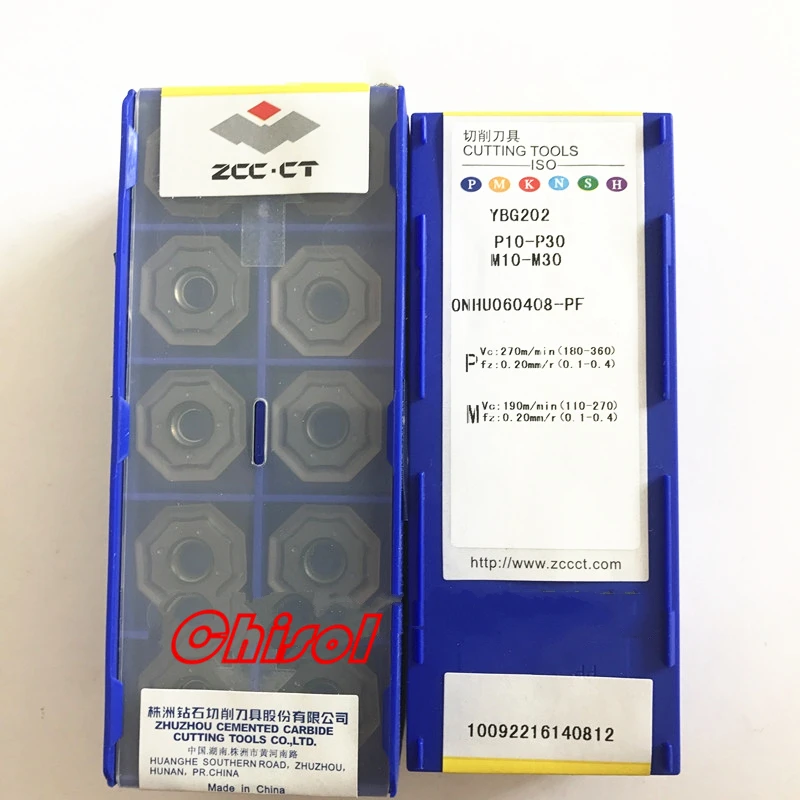 ZCC·CT
Chisol
株洲钻石切削刀具股份有限公司
ZHUZHOU CEMENTED CARBIDE
CUTTING TOOLS CO.,LTD.
中国.湖南.株洲市黄河南路
HUANGHE SOUTHERN ROAD, ZHUZHOU,
HUNAN, PR.CHINA
Made in China
切削刀具
CUTTING TOOLS
ISO
P M K N S H
YBG202
P10-P30
M10-M30
ONHU060408-PF
P Vc:270m/min(180-360)
fz:0.20mm/r(0.1-0.4)
M Vc:190m/min(110-270)
fz:0.20mm/r(0.1-0.4)
http://www.zccct.com
10092216140812